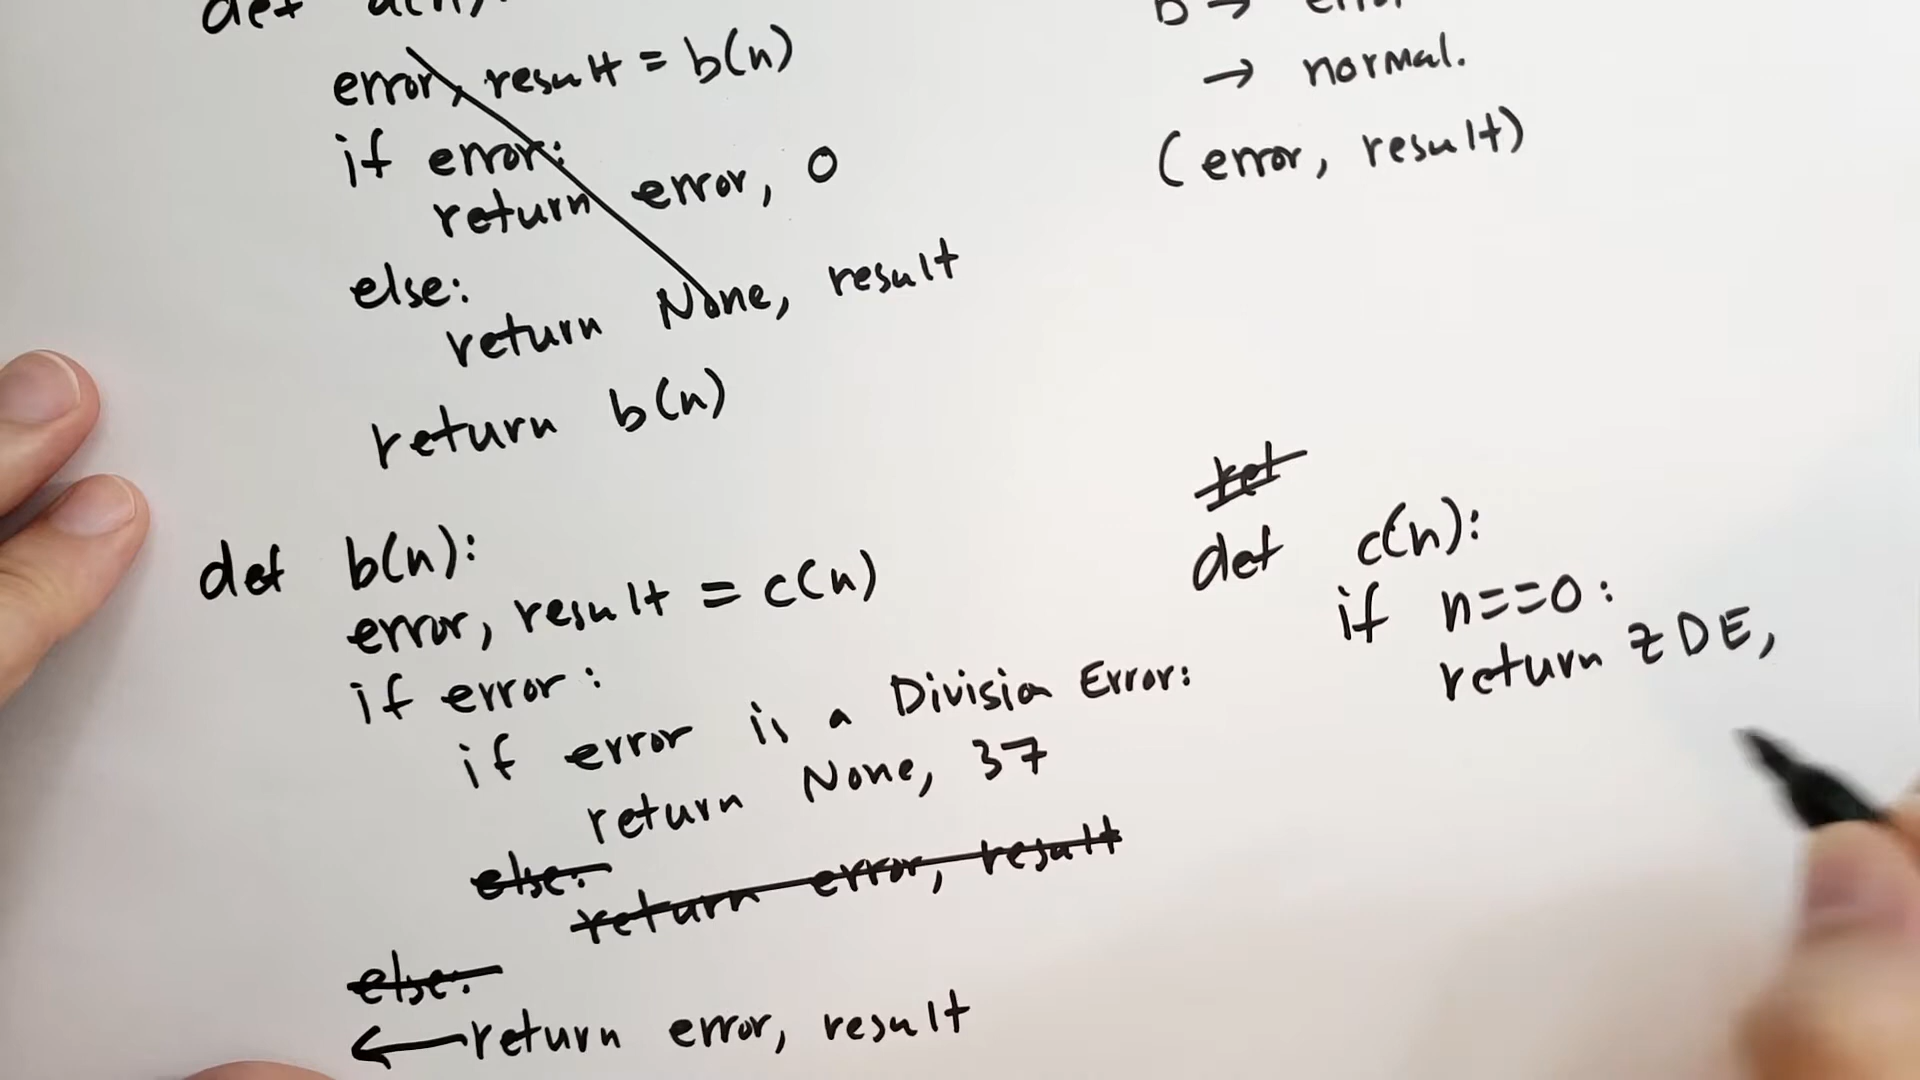 def a(n):
error, result = b(n)
if error:
return error, 0
else:
return None, result
return b(n)
def b(n):
error, result = c(n)
if error:
if error is a Division Error:
return None, 37
else:
return error, result
else:
return error, result
→ error
→ normal.
(error, result)
ret
def c(n):
if n==0:
return ZDE,